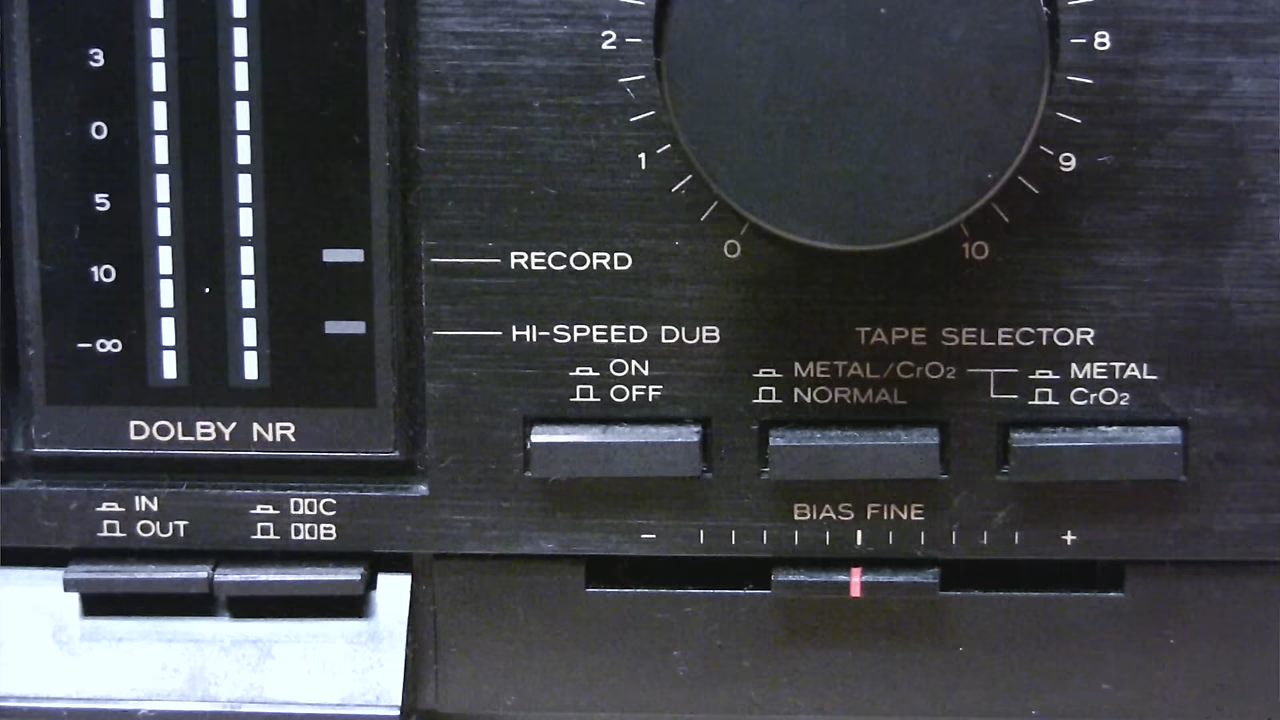 3
0
5
10
-∞
DOLBY NR
IN
OUT
DDC
DDB
2
1
0
8
9
10
RECORD
HI-SPEED DUB
ON
OFF
TAPE SELECTOR
METAL/CrO2
NORMAL
METAL
CrO2
BIAS FINE
- +